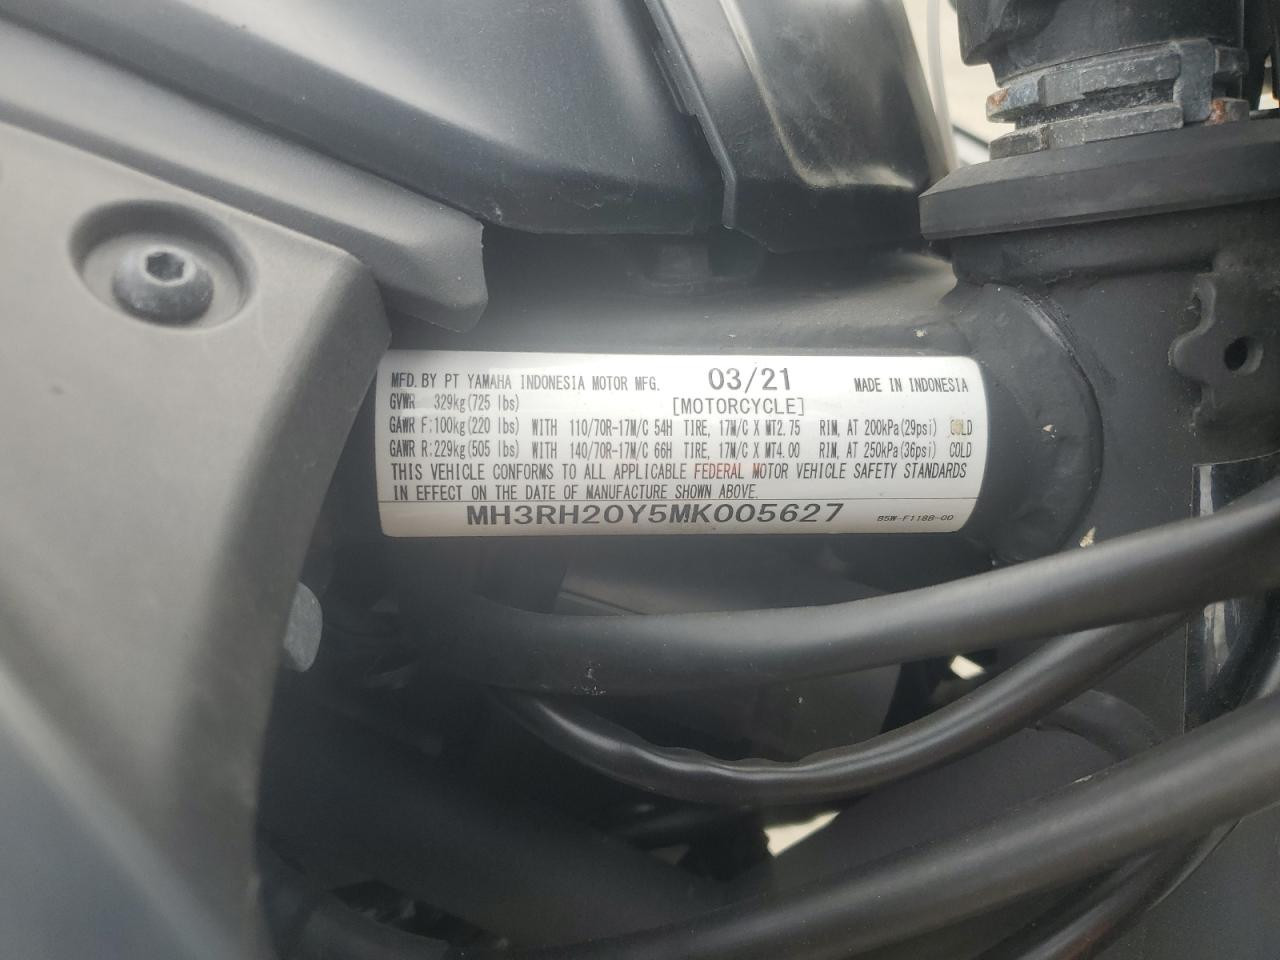 MFD. BY PT YAMAHA INDONESIA MOTOR MFG. 03/21 MADE IN INDONESIA
GVWR 329kg(725 lbs) [MOTORCYCLE]
GAWR F:100kg(220 lbs) WITH 110/70R-17M/C 54H TIRE, 17M/C X MT2.75 RIM, AT 200kPa(29psi) COLD
GAWR R:229kg(505 lbs) WITH 140/70R-17M/C 66H TIRE, 17M/C X MT4.00 RIM, AT 250kPa(36psi) COLD
THIS VEHICLE CONFORMS TO ALL APPLICABLE FEDERAL MOTOR VEHICLE SAFETY STANDARDS
IN EFFECT ON THE DATE OF MANUFACTURE SHOWN ABOVE.
MH3RH20Y5MK005627 B5W-F118B-00